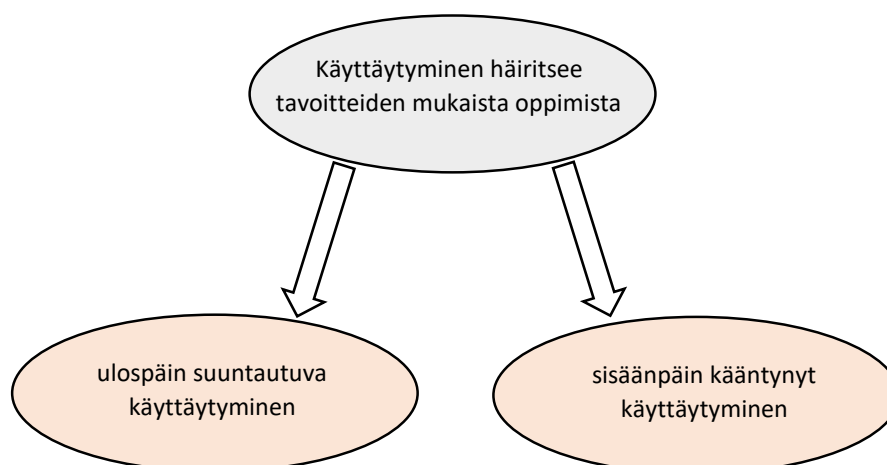 Käyttäytyminen häiritsee
tavoitteiden mukaista oppimista
ulospäin suuntautuva
käyttäytyminen
sisäänpäin kääntynyt
käyttäytyminen